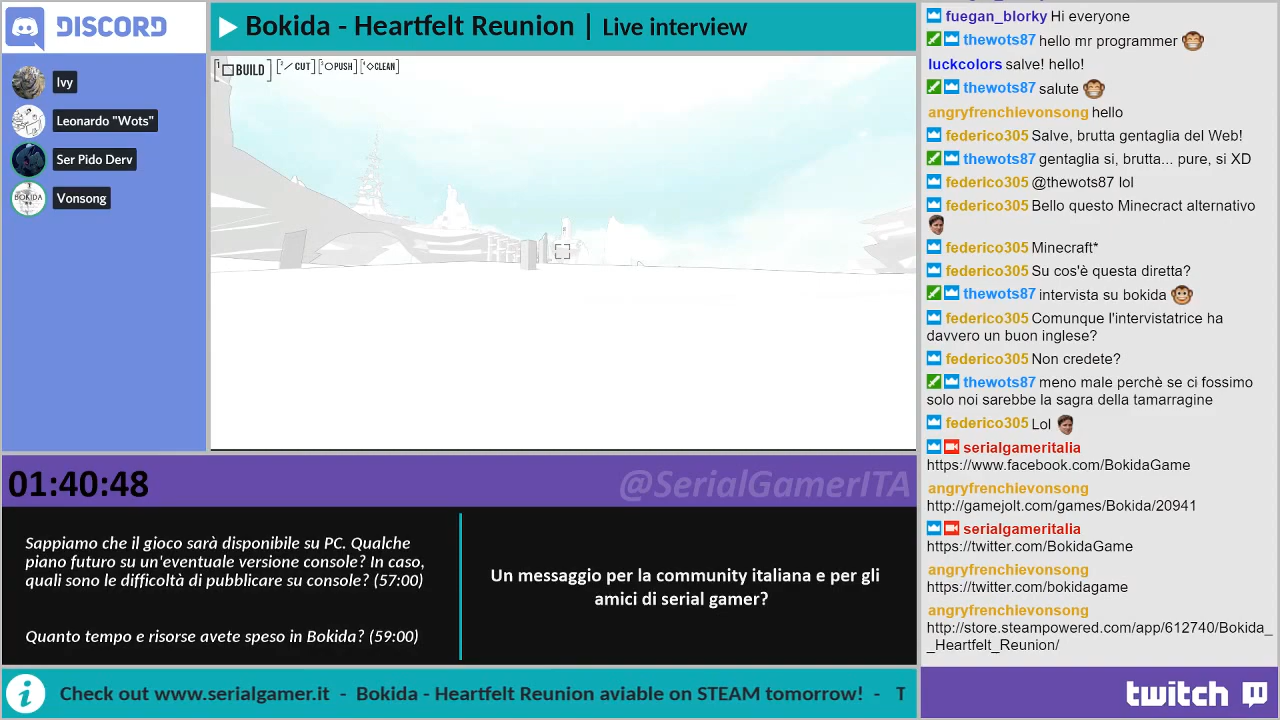 DISCORD
Ivy
Leonardo "Wots"
Ser Pido Derv
BOKIDA
Vonsong
Bokida - Heartfelt Reunion | Live interview
[1 BUILD] [2 CUT] [3 PUSH] [4 CLEAN]
01:40:48
@SerialGamerITA
Sappiamo che il gioco sarà disponibile su PC. Qualche
piano futuro su un'eventuale versione console? In caso,
quali sono le difficoltà di pubblicare su console? (57:00)
Quanto tempo e risorse avete speso in Bokida? (59:00)
Un messaggio per la community italiana e per gli
amici di serial gamer?
Check out www.serialgamer.it - Bokida - Heartfelt Reunion aviable on STEAM tomorrow! - T
fuegan_blorky Hi everyone
thewots87 hello mr programmer
luckcolors salve! hello!
thewots87 salute
angryfrenchievonsong hello
federico305 Salve, brutta gentaglia del Web!
thewots87 gentaglia si, brutta... pure, si XD
federico305 @thewots87 lol
federico305 Bello questo Minecract alternativo
federico305 Minecraft*
federico305 Su cos'è questa diretta?
thewots87 intervista su bokida
federico305 Comunque l'intervistatrice ha
davvero un buon inglese?
federico305 Non credete?
thewots87 meno male perchè se ci fossimo
solo noi sarebbe la sagra della tamarragine
federico305 Lol
serialgameritalia
https://www.facebook.com/BokidaGame
angryfrenchievonsong
http://gamejolt.com/games/Bokida/20941
serialgameritalia
https://twitter.com/BokidaGame
angryfrenchievonsong
https://twitter.com/bokidagame
angryfrenchievonsong
http://store.steampowered.com/app/612740/Bokida_
_Heartfelt_Reunion/
twitch